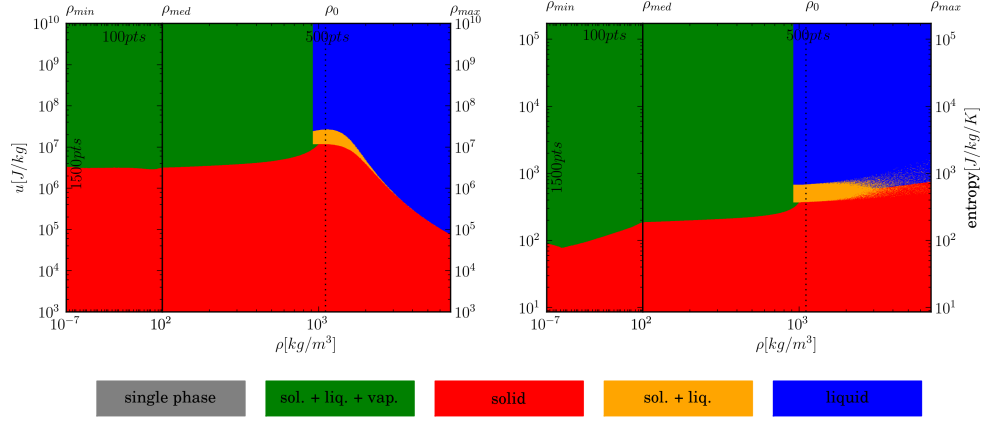 ρmin ρmed ρ0 ρmax
100pts 500pts
1500pts
u[J/kg]
10^10 10^9 10^8 10^7 10^6 10^5 10^4 10^3
10^10 10^9 10^8 10^7 10^6 10^5 10^4 10^3
10^-7 10^2 10^3
ρ[kg/m^3]
ρmin ρmed ρ0 ρmax
100pts 500pts
1500pts
10^5 10^4 10^3 10^2 10^1
10^5 10^4 10^3 10^2 10^1
entropy[J/kg/K]
10^-7 10^2 10^3
ρ[kg/m^3]
single phase sol. + liq. + vap. solid sol. + liq. liquid